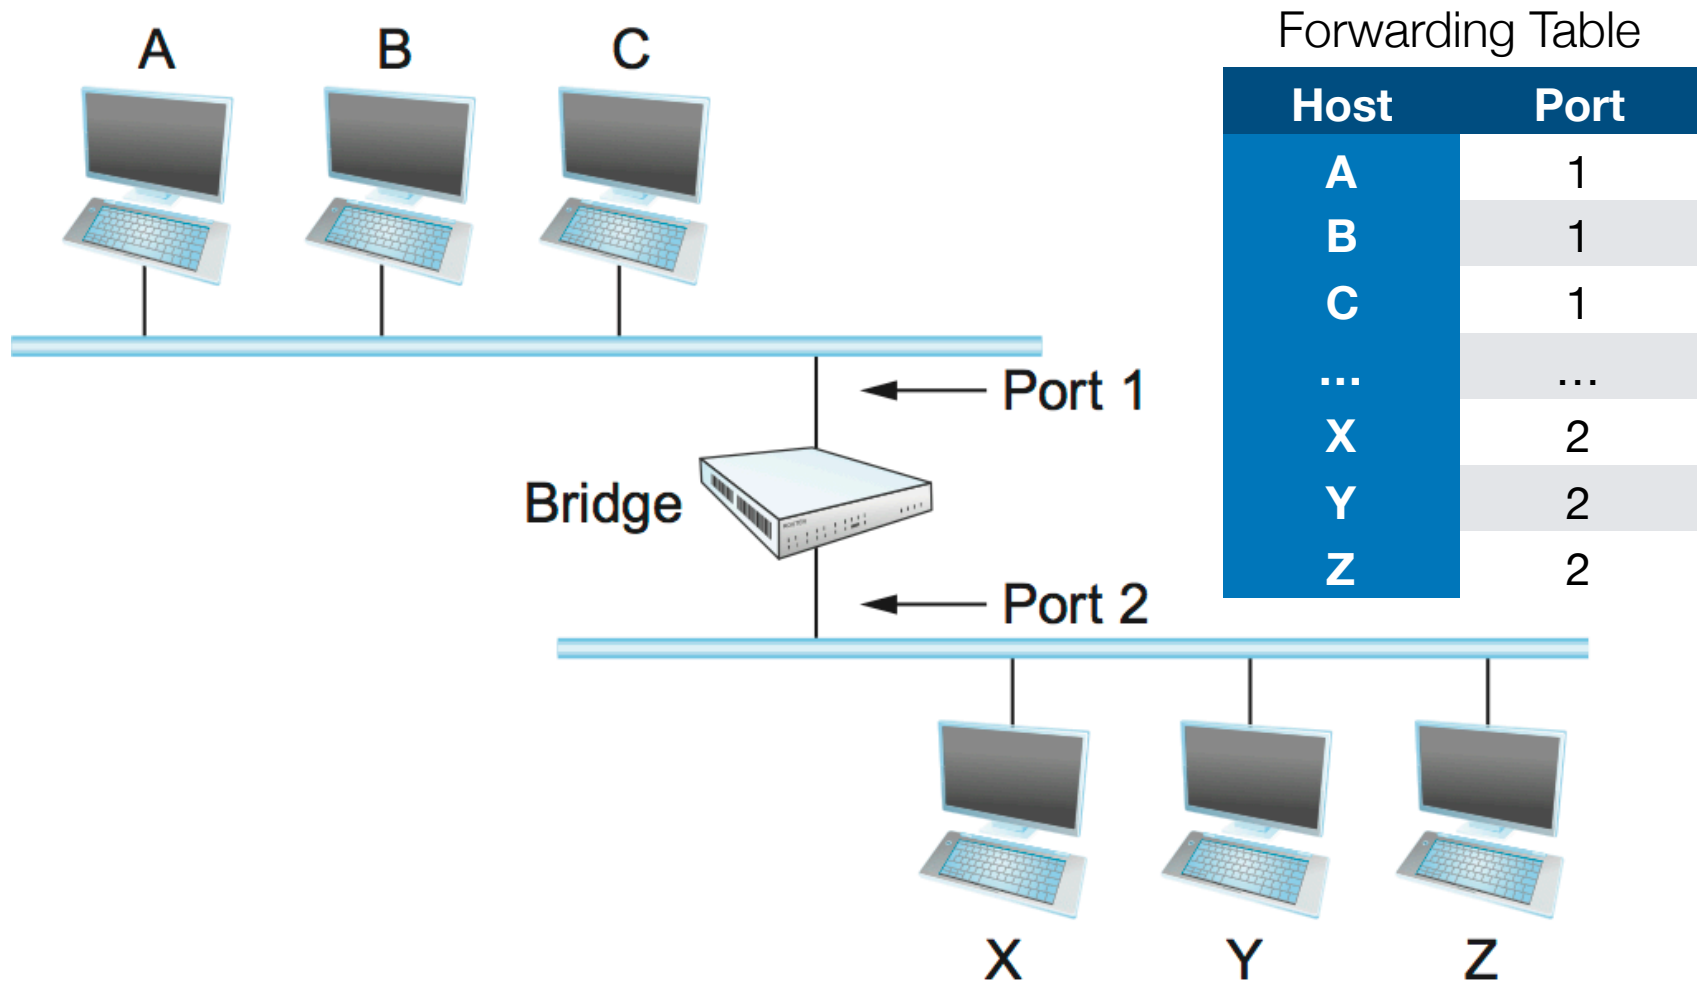 A B C
Forwarding Table
Host Port
A 1
B 1
C 1
... ...
X 2
Y 2
Z 2
Port 1
Bridge
Port 2
X Y Z